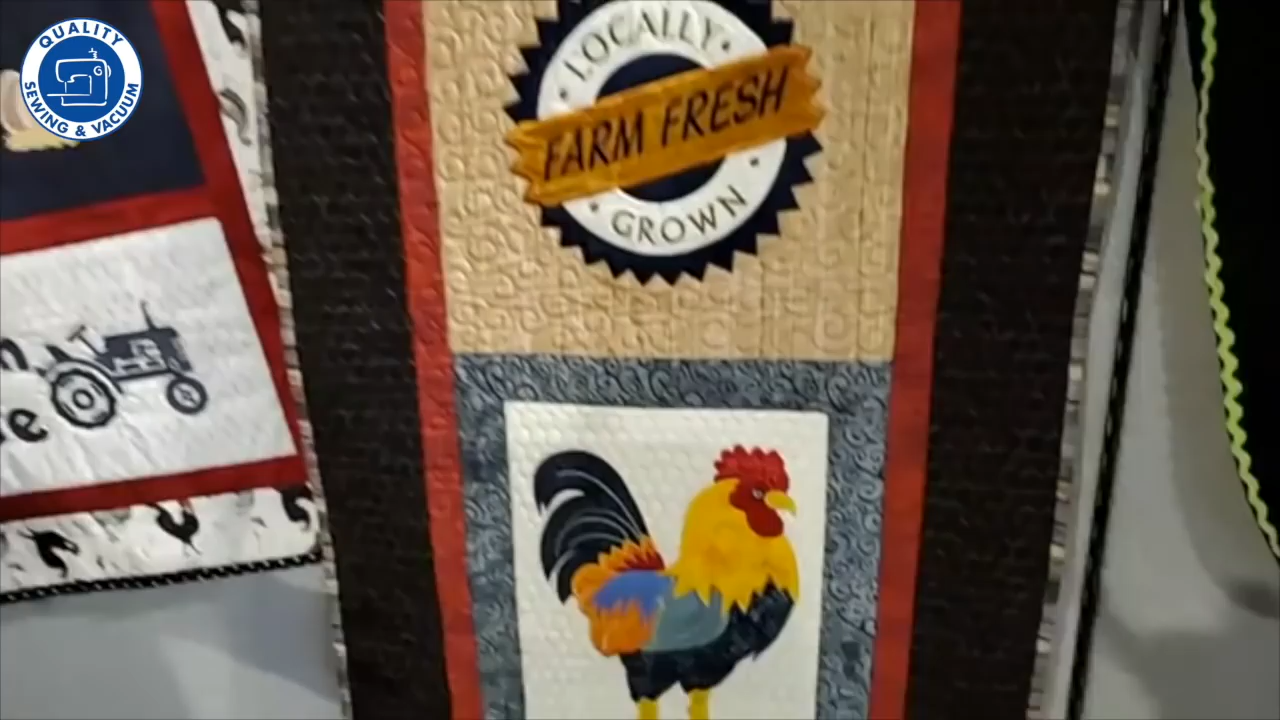 QUALITY
SEWING & VACUUM
G
LOCALLY
FARM FRESH
GROWN